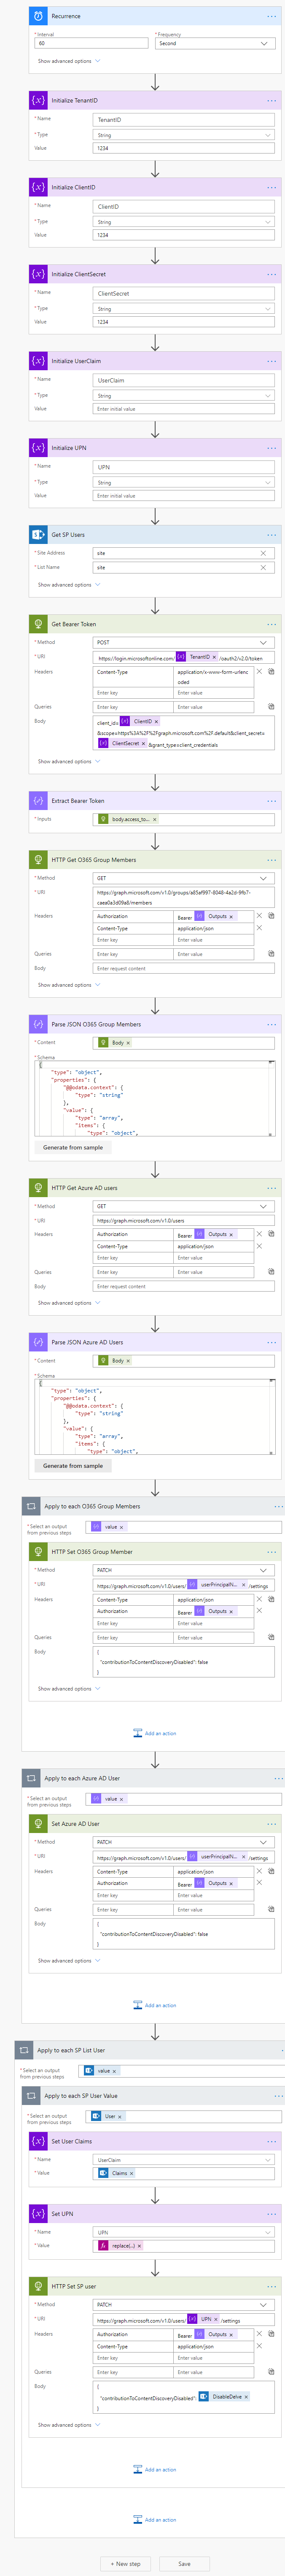 Recurrence
* Interval
* Frequency
60
Second
Show advanced options
Initialize TenantID
* Name
TenantID
* Type
String
Value
1234
Initialize ClientID
* Name
ClientID
* Type
String
Value
1234
Initialize ClientSecret
* Name
ClientSecret
* Type
String
Value
1234
Initialize UserClaim
* Name
UserClaim
* Type
String
Value
Enter initial value
Initialize UPN
* Name
UPN
* Type
String
Value
Enter initial value
Get SP Users
* Site Address
site
* List Name
site
Show advanced options
Get Bearer Token
* Method
POST
* URI
https://login.microsoftonline.com/ TenantID /oauth2/v2.0/token
Headers
Content-Type
application/x-www-form-urlenc
oded
Enter key
Enter value
Queries
Enter key
Enter value
Body
client_id= ClientID
&scope=https%3A%2F%2Fgraph.microsoft.com%2F.default&client_secret=
ClientSecret &grant_type=client_credentials
Show advanced options
Extract Bearer Token
* Inputs
body.access_to...
HTTP Get O365 Group Members
* Method
GET
* URI
Headers
Authorization
Bearer Outputs
Content-Type
application/json
Enter key
Enter value
Queries
Enter key
Enter value
Body
Enter request content
Show advanced options
Parse JSON O365 Group Members
* Content
Body
* Schema
{
"type": "object",
"properties": {
"@@odata.context": {
"type": "string"
},
"value": {
"type": "array",
"items": {
"type": "object",
Generate from sample
HTTP Get Azure AD users
* Method
GET
* URI
https://graph.microsoft.com/v1.0/users
Headers
Authorization
Bearer Outputs
Content-Type
application/json
Enter key
Enter value
Queries
Enter key
Enter value
Body
Enter request content
Show advanced options
Parse JSON Azure AD Users
* Content
Body
* Schema
{
"type": "object",
"properties": {
"@@odata.context": {
"type": "string"
},
"value": {
"type": "array",
"items": {
"type": "object",
Generate from sample
Apply to each O365 Group Members
* Select an output
from previous steps
value
HTTP Set O365 Group Member
* Method
PATCH
* URI
https://graph.microsoft.com/v1.0/users/ userPrincipalN... /settings
Headers
Content-Type
application/json
Authorization
Bearer Outputs
Enter key
Enter value
Queries
Enter key
Enter value
Body
{
"contributionToContentDiscoveryDisabled": false
}
Show advanced options
Add an action
Apply to each Azure AD User
* Select an output
from previous steps
value
Set Azure AD User
* Method
PATCH
* URI
https://graph.microsoft.com/v1.0/users/ userPrincipalN... /settings
Headers
Content-Type
application/json
Authorization
Bearer Outputs
Enter key
Enter value
Queries
Enter key
Enter value
Body
{
"contributionToContentDiscoveryDisabled": false
}
Show advanced options
Add an action
Apply to each SP List User
* Select an output
from previous steps
value
Apply to each SP User Value
* Select an output
from previous steps
User
Set User Claims
* Name
UserClaim
* Value
Claims
Set UPN
* Name
UPN
* Value
replace(...)
HTTP Set SP user
* Method
PATCH
* URI
https://graph.microsoft.com/v1.0/users/ UPN /settings
Headers
Authorization
Bearer Outputs
Content-Type
application/json
Enter key
Enter value
Queries
Enter key
Enter value
Body
{
"contributionToContentDiscoveryDisabled": DisableDelve
}
Show advanced options
Add an action
Add an action
+ New step
Save